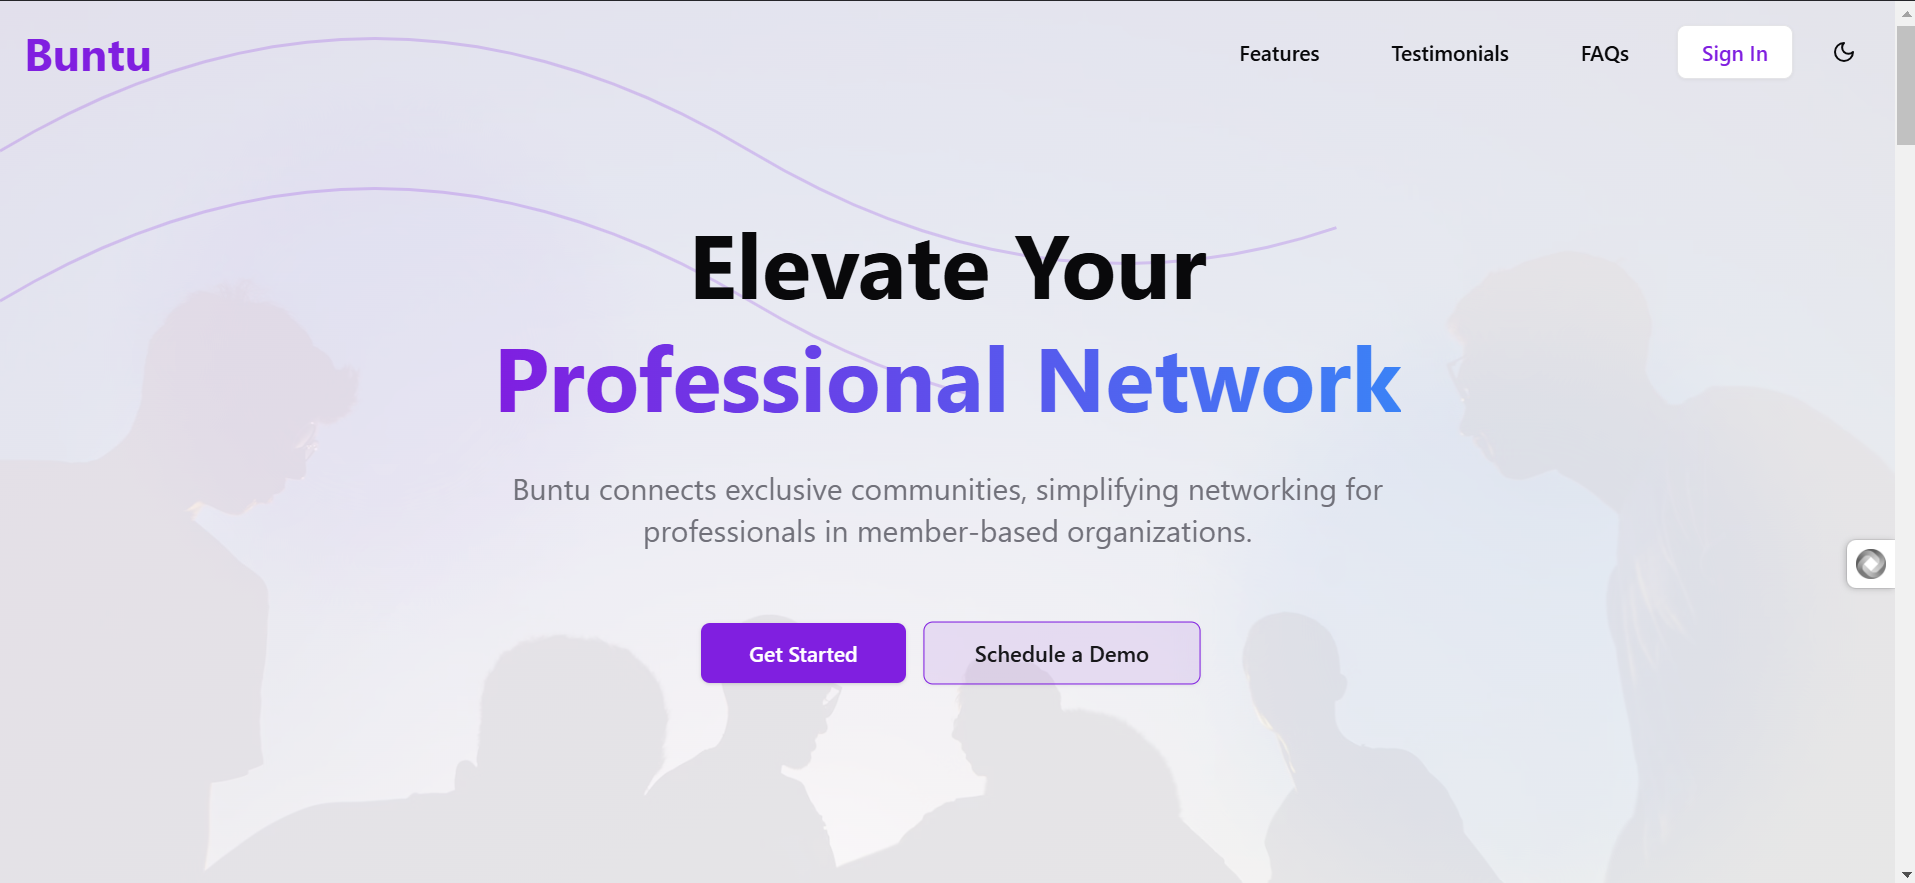 Buntu
Features
Testimonials
FAQs
Sign In
Elevate Your
Professional Network
Buntu connects exclusive communities, simplifying networking for
professionals in member-based organizations.
Get Started
Schedule a Demo